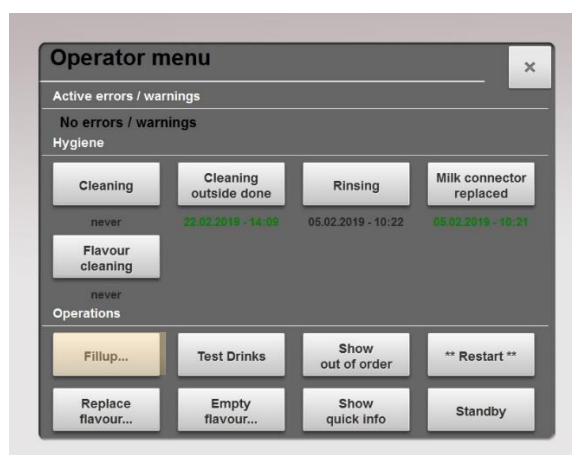 Operator menu
×
Active errors / warnings
No errors / warnings
Hygiene
Cleaning
Cleaning
outside done
Rinsing
Milk connector
replaced
never
22.02.2019 - 14:09
05.02.2019 - 10:22
05.02.2019 - 10:21
Flavour
cleaning
never
Operations
Fillup...
Test Drinks
Show
out of order
** Restart **
Replace
flavour...
Empty
flavour...
Show
quick info
Standby